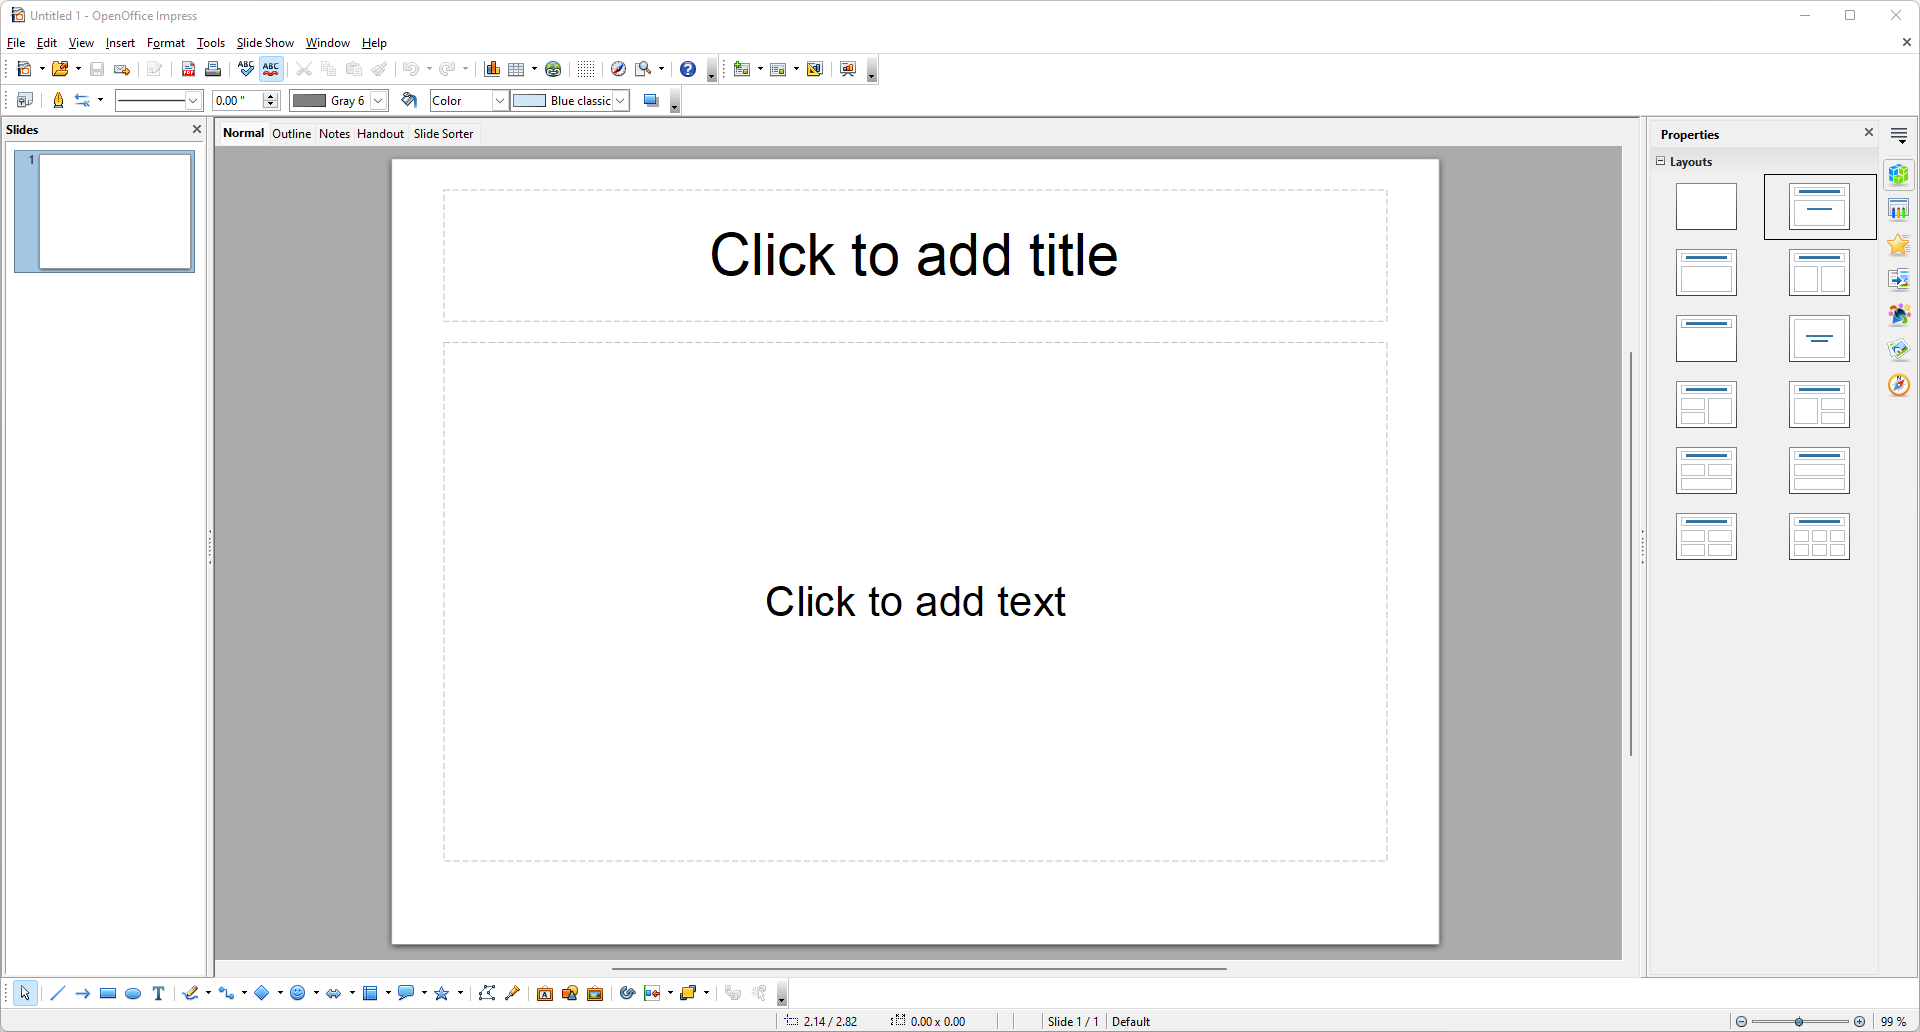 Untitled 1 - OpenOffice Impress
File Edit View Insert Format Tools Slide Show Window Help
ABC ABC
0.00 " Gray 6 Color Blue classic
Slides
Normal Outline Notes Handout Slide Sorter
Properties
Layouts
1
Click to add title
Click to add text
2.14 / 2.82 0.00 x 0.00 Slide 1 / 1 Default 99 %